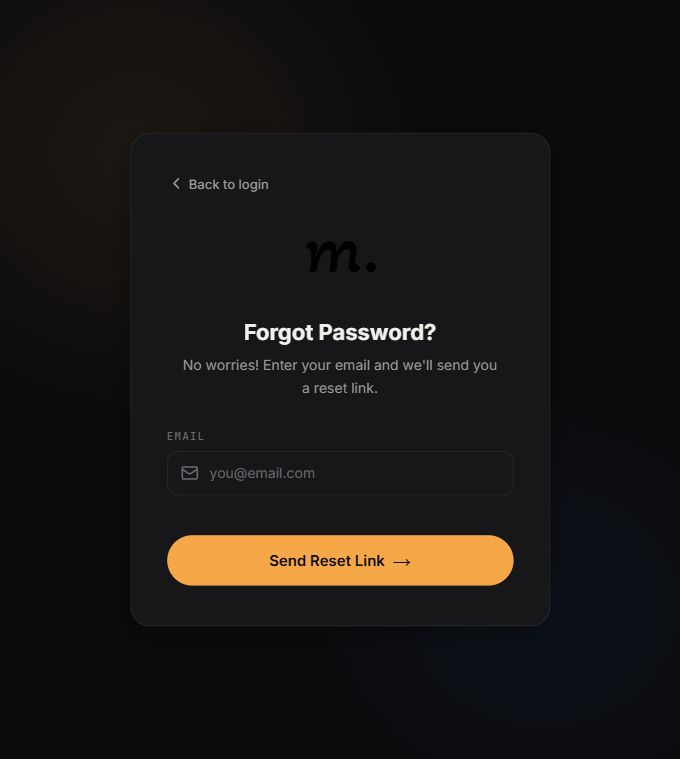 Back to login
m.
Forgot Password?
No worries! Enter your email and we'll send you
a reset link.
EMAIL
you@email.com
Send Reset Link →